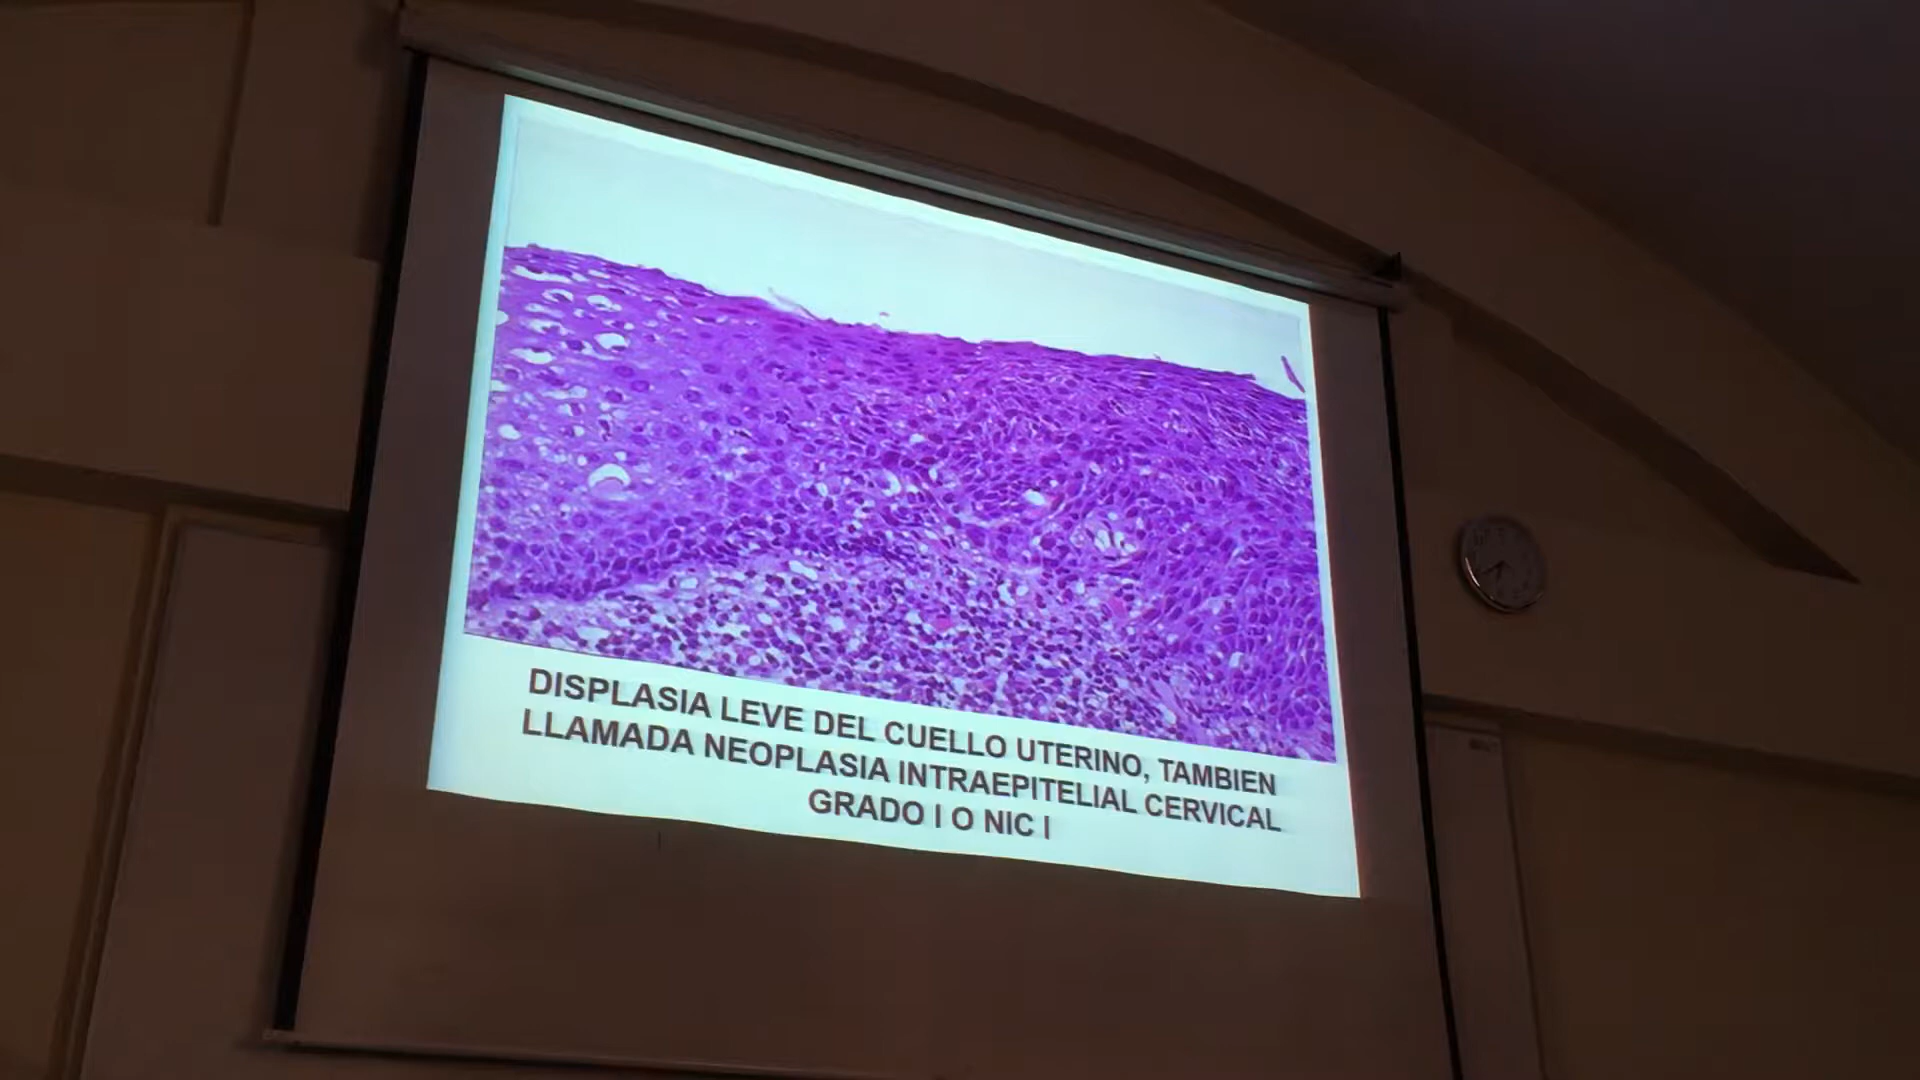 DISPLASIA LEVE DEL CUELLO UTERINO, TAMBIEN
LLAMADA NEOPLASIA INTRAEPITELIAL CERVICAL
GRADO I O NIC I